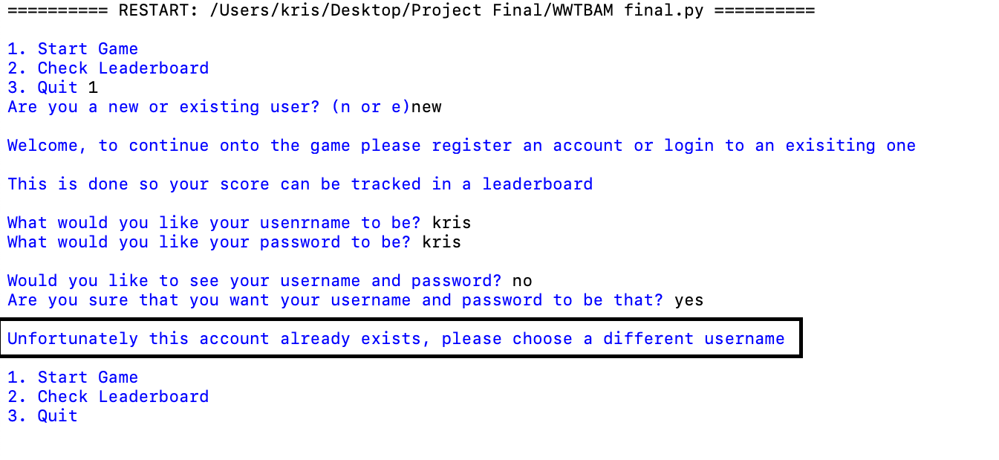 ========== RESTART: /Users/kris/Desktop/Project Final/WWTBAM final.py ==========
1. Start Game
2. Check Leaderboard
3. Quit 1
Are you a new or existing user? (n or e)new
Welcome, to continue onto the game please register an account or login to an exisiting one
This is done so your score can be tracked in a leaderboard
What would you like your usenrname to be? kris
What would you like your password to be? kris
Would you like to see your username and password? no
Are you sure that you want your username and password to be that? yes
Unfortunately this account already exists, please choose a different username
1. Start Game
2. Check Leaderboard
3. Quit